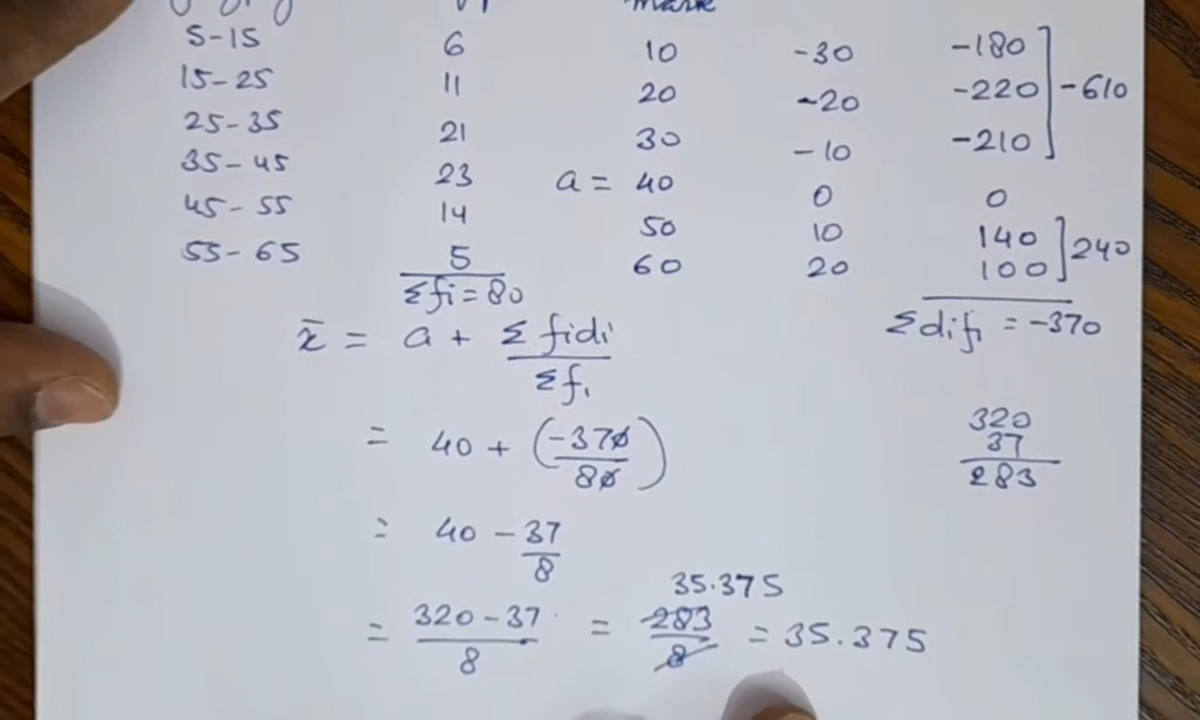 mark
5-15 6 10 -30 -180
15-25 11 20 -20 -220 -610
25-35 21 30 -10 -210
35-45 23 a = 40 0 0
45-55 14 50 10 140 240
55-65 5 60 20 100
Σfi = 80 Σdifi = -370
x̄ = a + Σfidi / Σfi
= 40 + (-370/80) 320
37
283
= 40 - 37/8
35.375
= 320-37/8 = 283/8 = 35.375